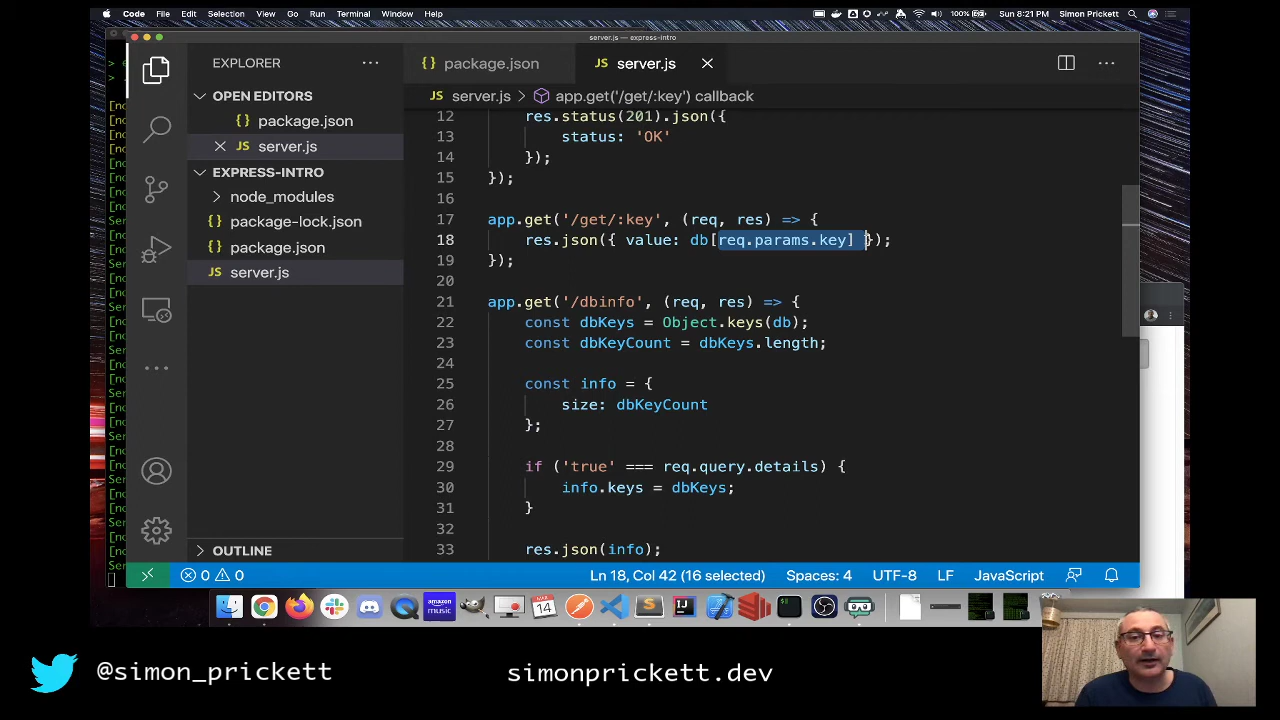 Code File Edit Selection View Go Run Terminal Window Help 100% Sun 8:21 PM Simon Prickett
server.js — express-intro
EXPLORER
package.json
server.js
OPEN EDITORS
package.json
server.js
EXPRESS-INTRO
node_modules
package-lock.json
package.json
server.js
OUTLINE
server.js > app.get('/get/:key') callback
12 res.status(201).json({
13 status: 'OK'
14 });
15 });
16
17 app.get('/get/:key', (req, res) => {
18 res.json({ value: db[req.params.key] });
19 });
20
21 app.get('/dbinfo', (req, res) => {
22 const dbKeys = Object.keys(db);
23 const dbKeyCount = dbKeys.length;
24
25 const info = {
26 size: dbKeyCount
27 };
28
29 if ('true' === req.query.details) {
30 info.keys = dbKeys;
31 }
32
33 res.json(info);
0 0 Ln 18, Col 42 (16 selected) Spaces: 4 UTF-8 LF JavaScript
amazon music
MAR
14
@simon_prickett
simonprickett.dev